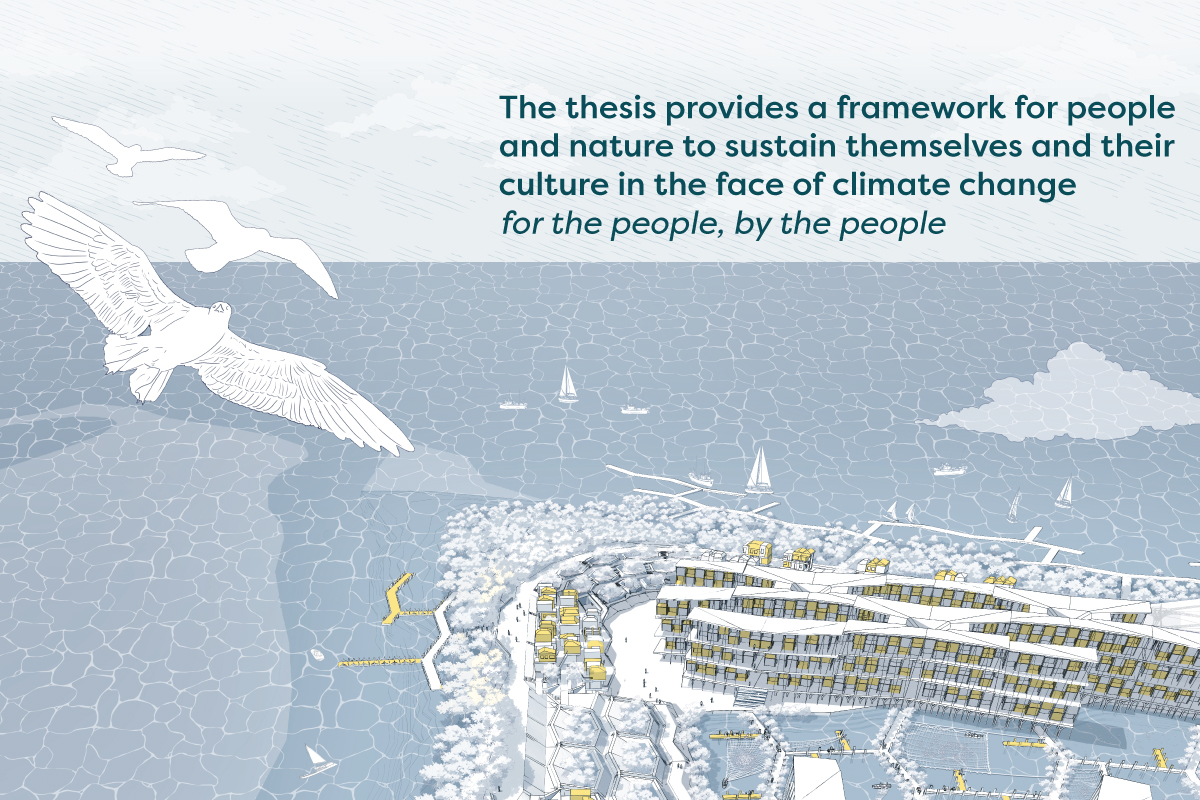 The thesis provides a framework for people
and nature to sustain themselves and their
culture in the face of climate change
for the people, by the people